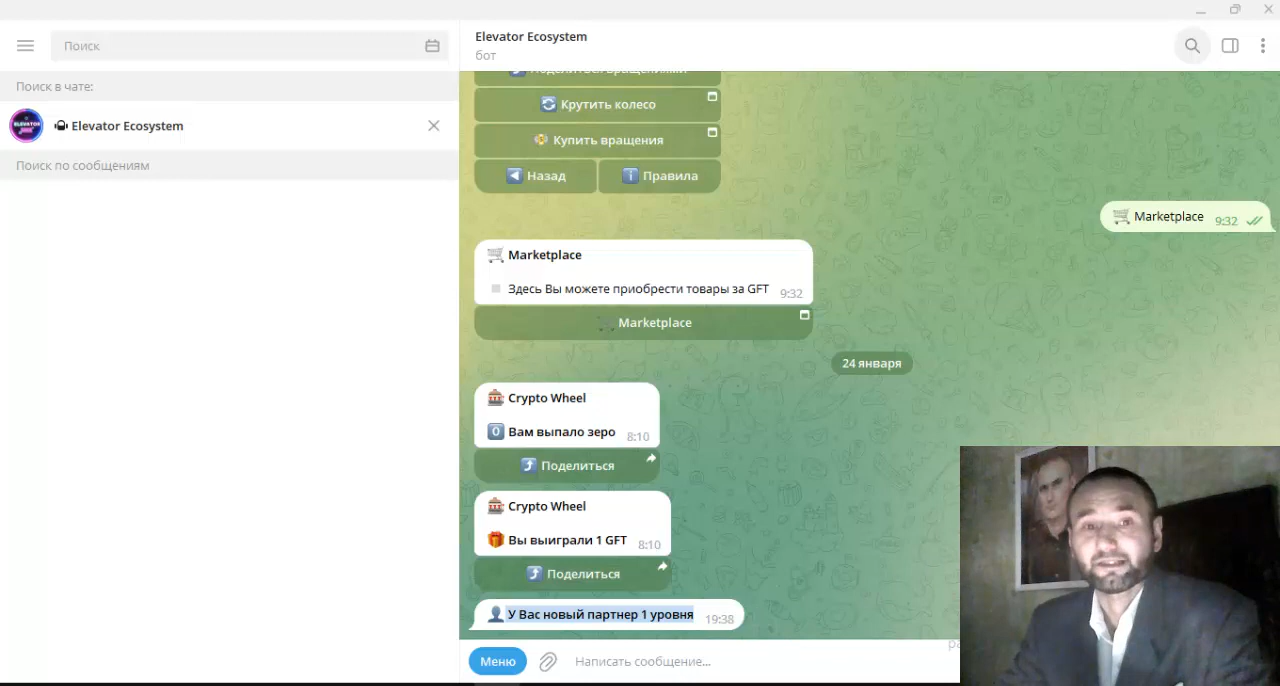 Поиск
Поиск в чате:
Elevator Ecosystem
Поиск по сообщениям
Elevator Ecosystem
бот
Поделиться вращениями
Крутить колесо
Купить вращения
Назад
Правила
Marketplace 9:32
Marketplace
Здесь Вы можете приобрести товары за GFT 9:32
Marketplace
24 января
Crypto Wheel
0 Вам выпало зеро 8:10
Поделиться
Crypto Wheel
Вы выиграли 1 GFT 8:10
Поделиться
У Вас новый партнер 1 уровня 19:38
Меню
Написать сообщение...